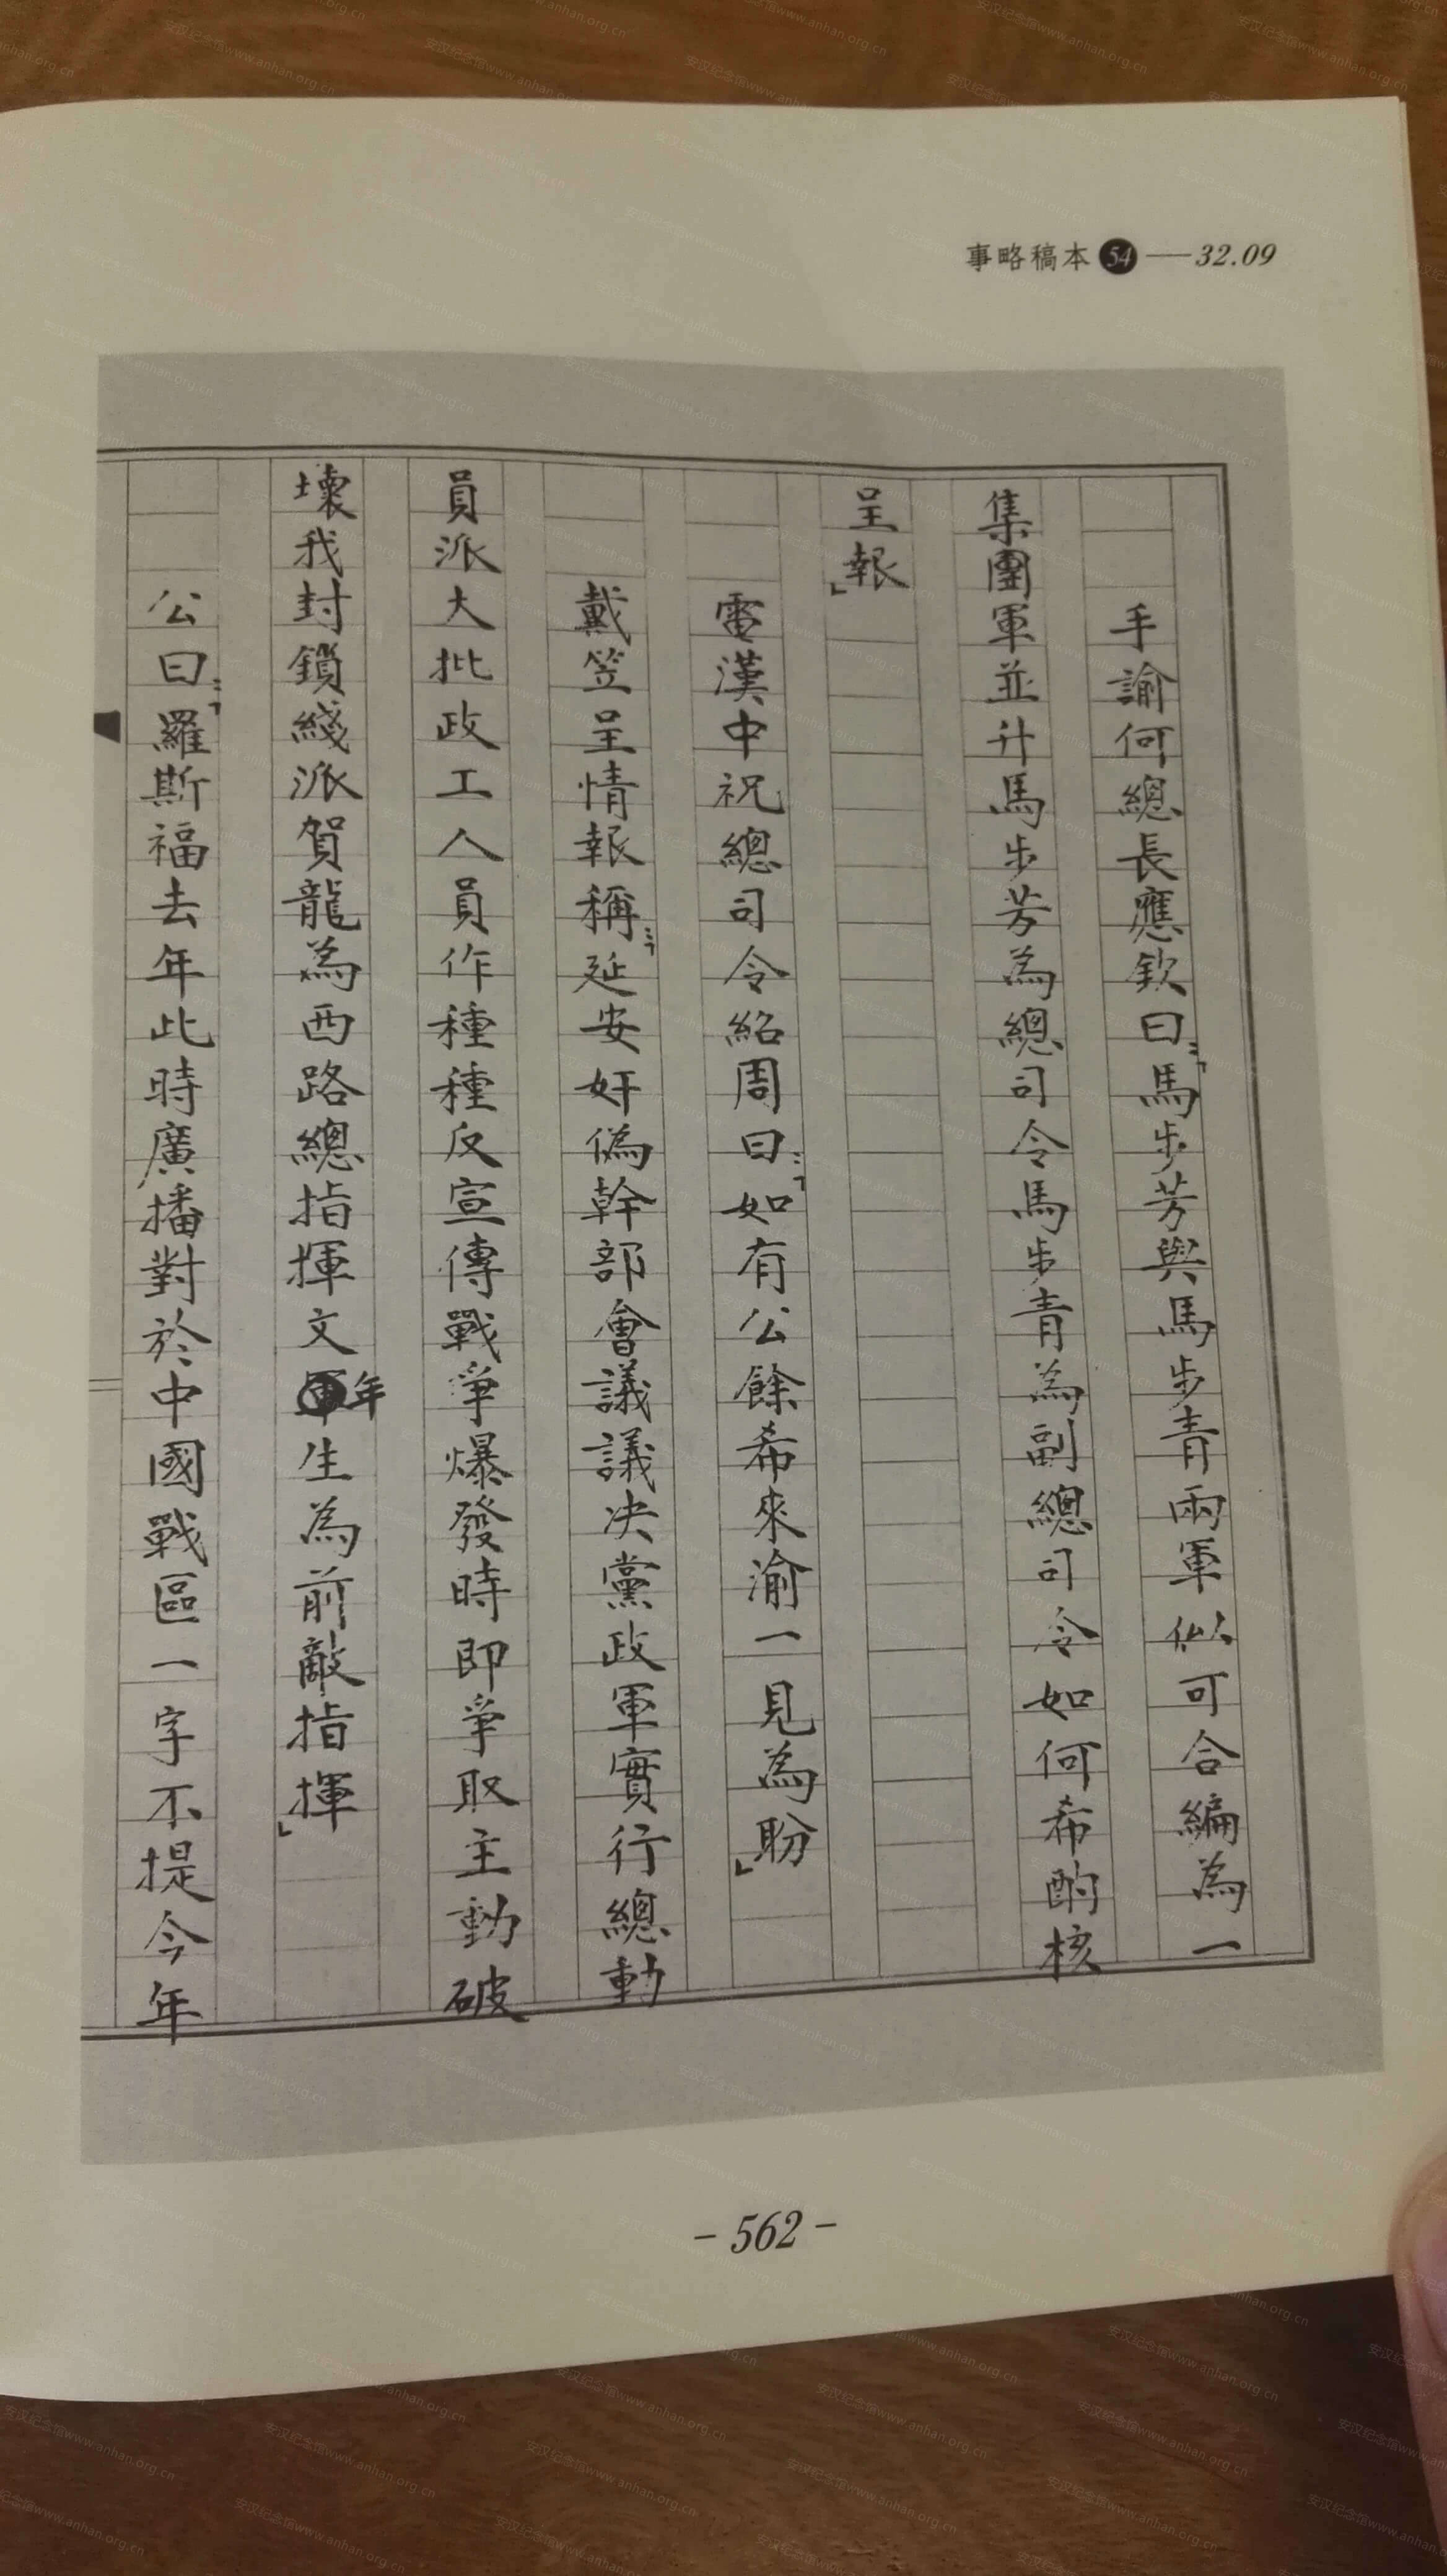 事略稿本54—32.09
手諭何總長應欽曰：「馬步芳與馬步青兩軍似可合編為一
集團軍並升馬步芳為總司令馬步青為副總司令如何希酌核
呈報」
電漢中祝總司令紹周曰：「如有公餘希來渝一見為盼」
戴笠呈情報稱：「延安奸偽幹部會議議決黨政軍實行總動
員派大批政工人員作種種反宣傳戰爭爆發時即爭取主動破
壞我封鎖綫派賀龍為西路總指揮文年生為前敵指揮」
公曰：「羅斯福去年此時廣播對於中國戰區一字不提今年
-562-
安汉纪念馆www.anhan.org.cn